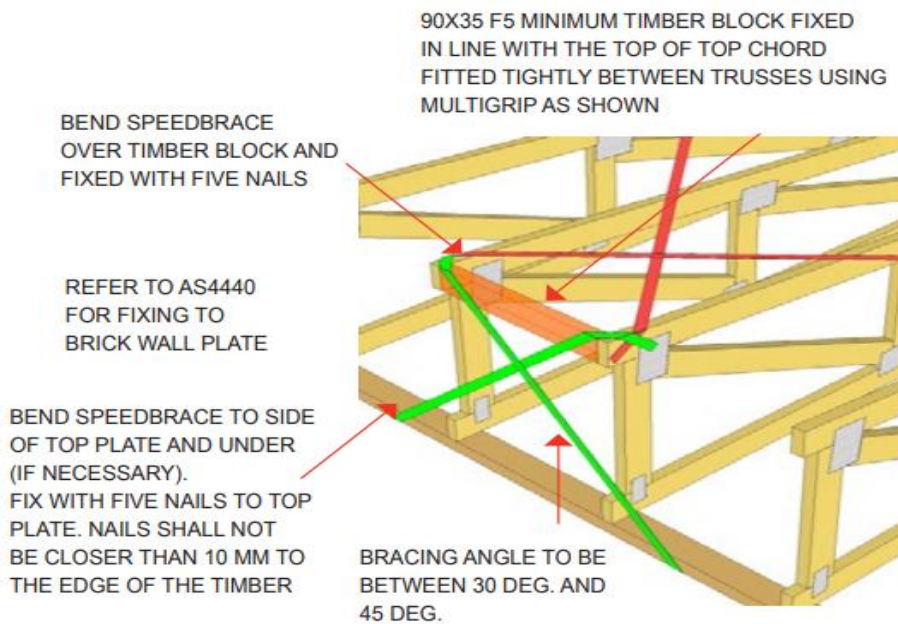 90X35 F5 MINIMUM TIMBER BLOCK FIXED
IN LINE WITH THE TOP OF TOP CHORD
FITTED TIGHTLY BETWEEN TRUSSES USING
MULTIGRIP AS SHOWN
BEND SPEEDBRACE
OVER TIMBER BLOCK AND
FIXED WITH FIVE NAILS
REFER TO AS4440
FOR FIXING TO
BRICK WALL PLATE
BEND SPEEDBRACE TO SIDE
OF TOP PLATE AND UNDER
(IF NECESSARY).
FIX WITH FIVE NAILS TO TOP
PLATE. NAILS SHALL NOT
BE CLOSER THAN 10 MM TO
THE EDGE OF THE TIMBER
BRACING ANGLE TO BE
BETWEEN 30 DEG. AND
45 DEG.